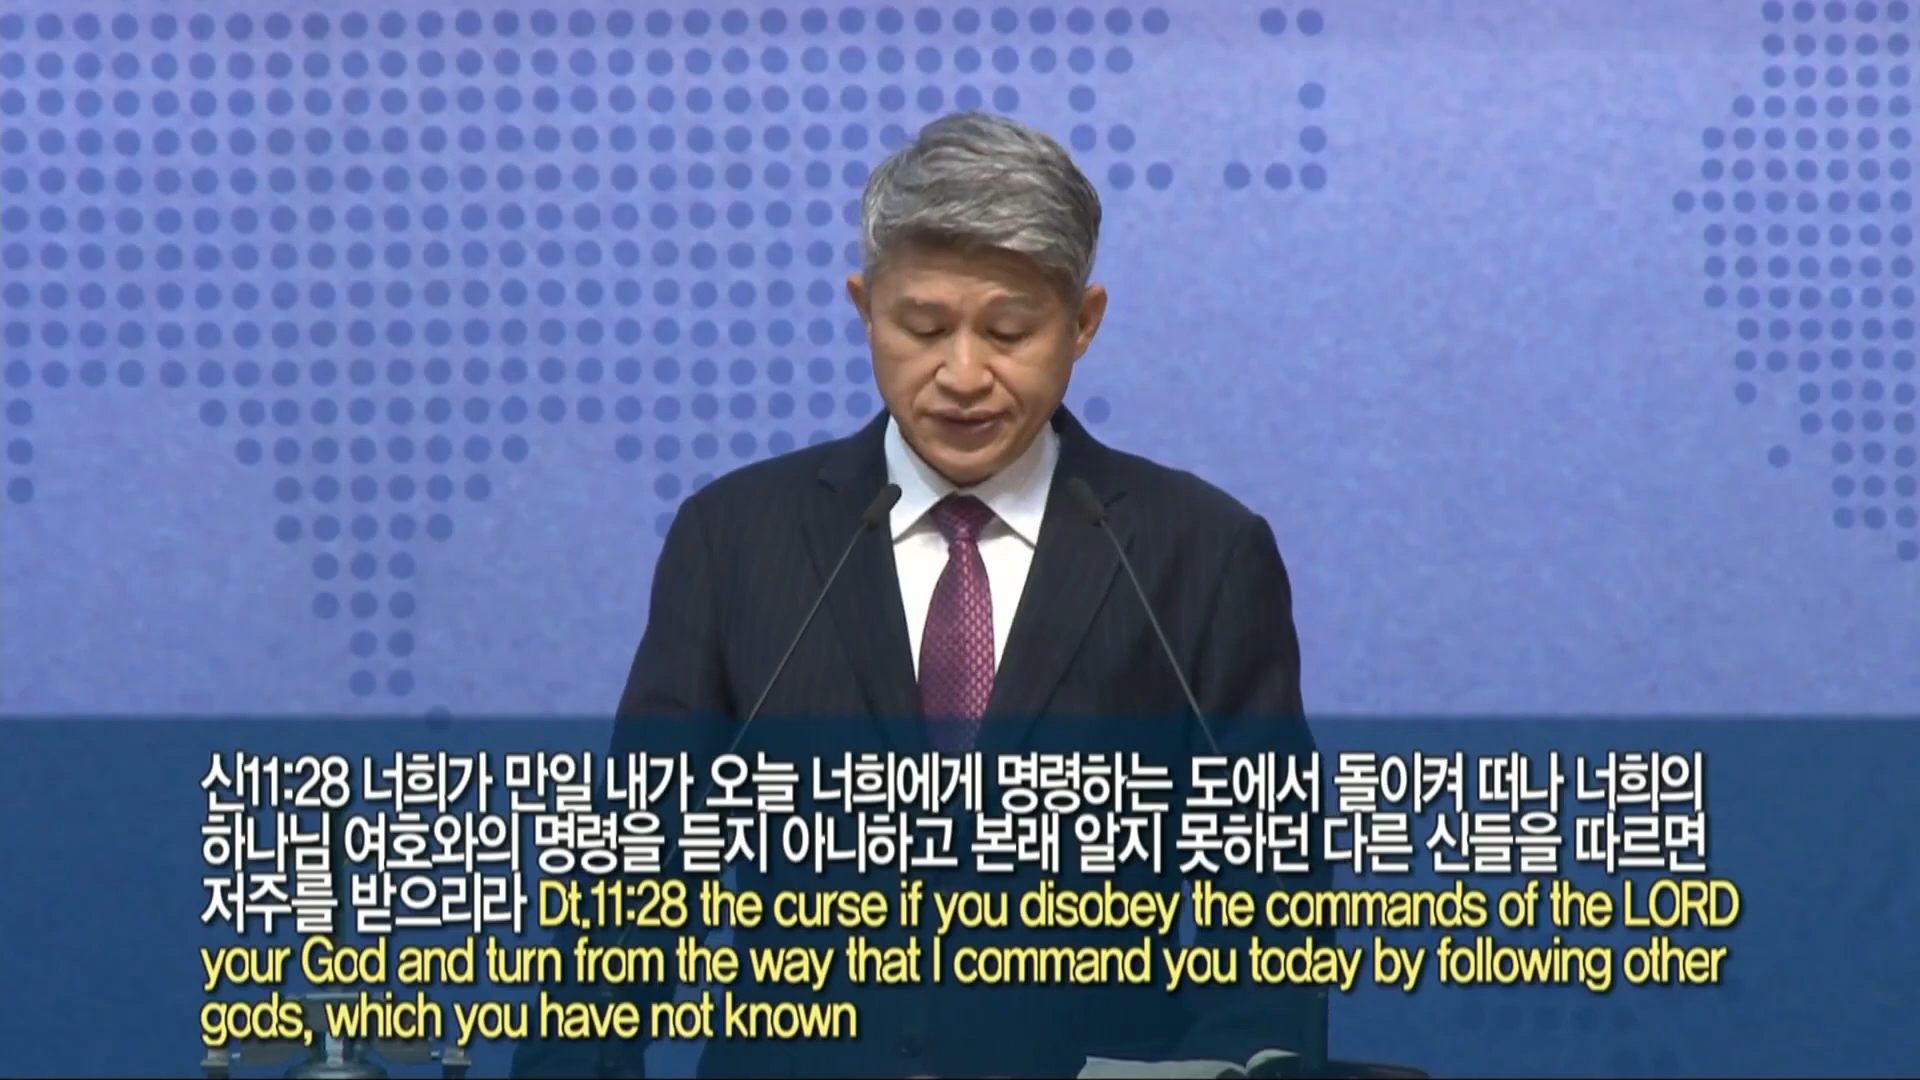 신11:28 너희가 만일 내가 오늘 너희에게 명령하는 도에서 돌이켜 떠나 너희의
하나님 여호와의 명령을 듣지 아니하고 본래 알지 못하던 다른 신들을 따르면
저주를 받으리라 Dt.11:28 the curse if you disobey the commands of the LORD
your God and turn from the way that I command you today by following other
gods, which you have not known